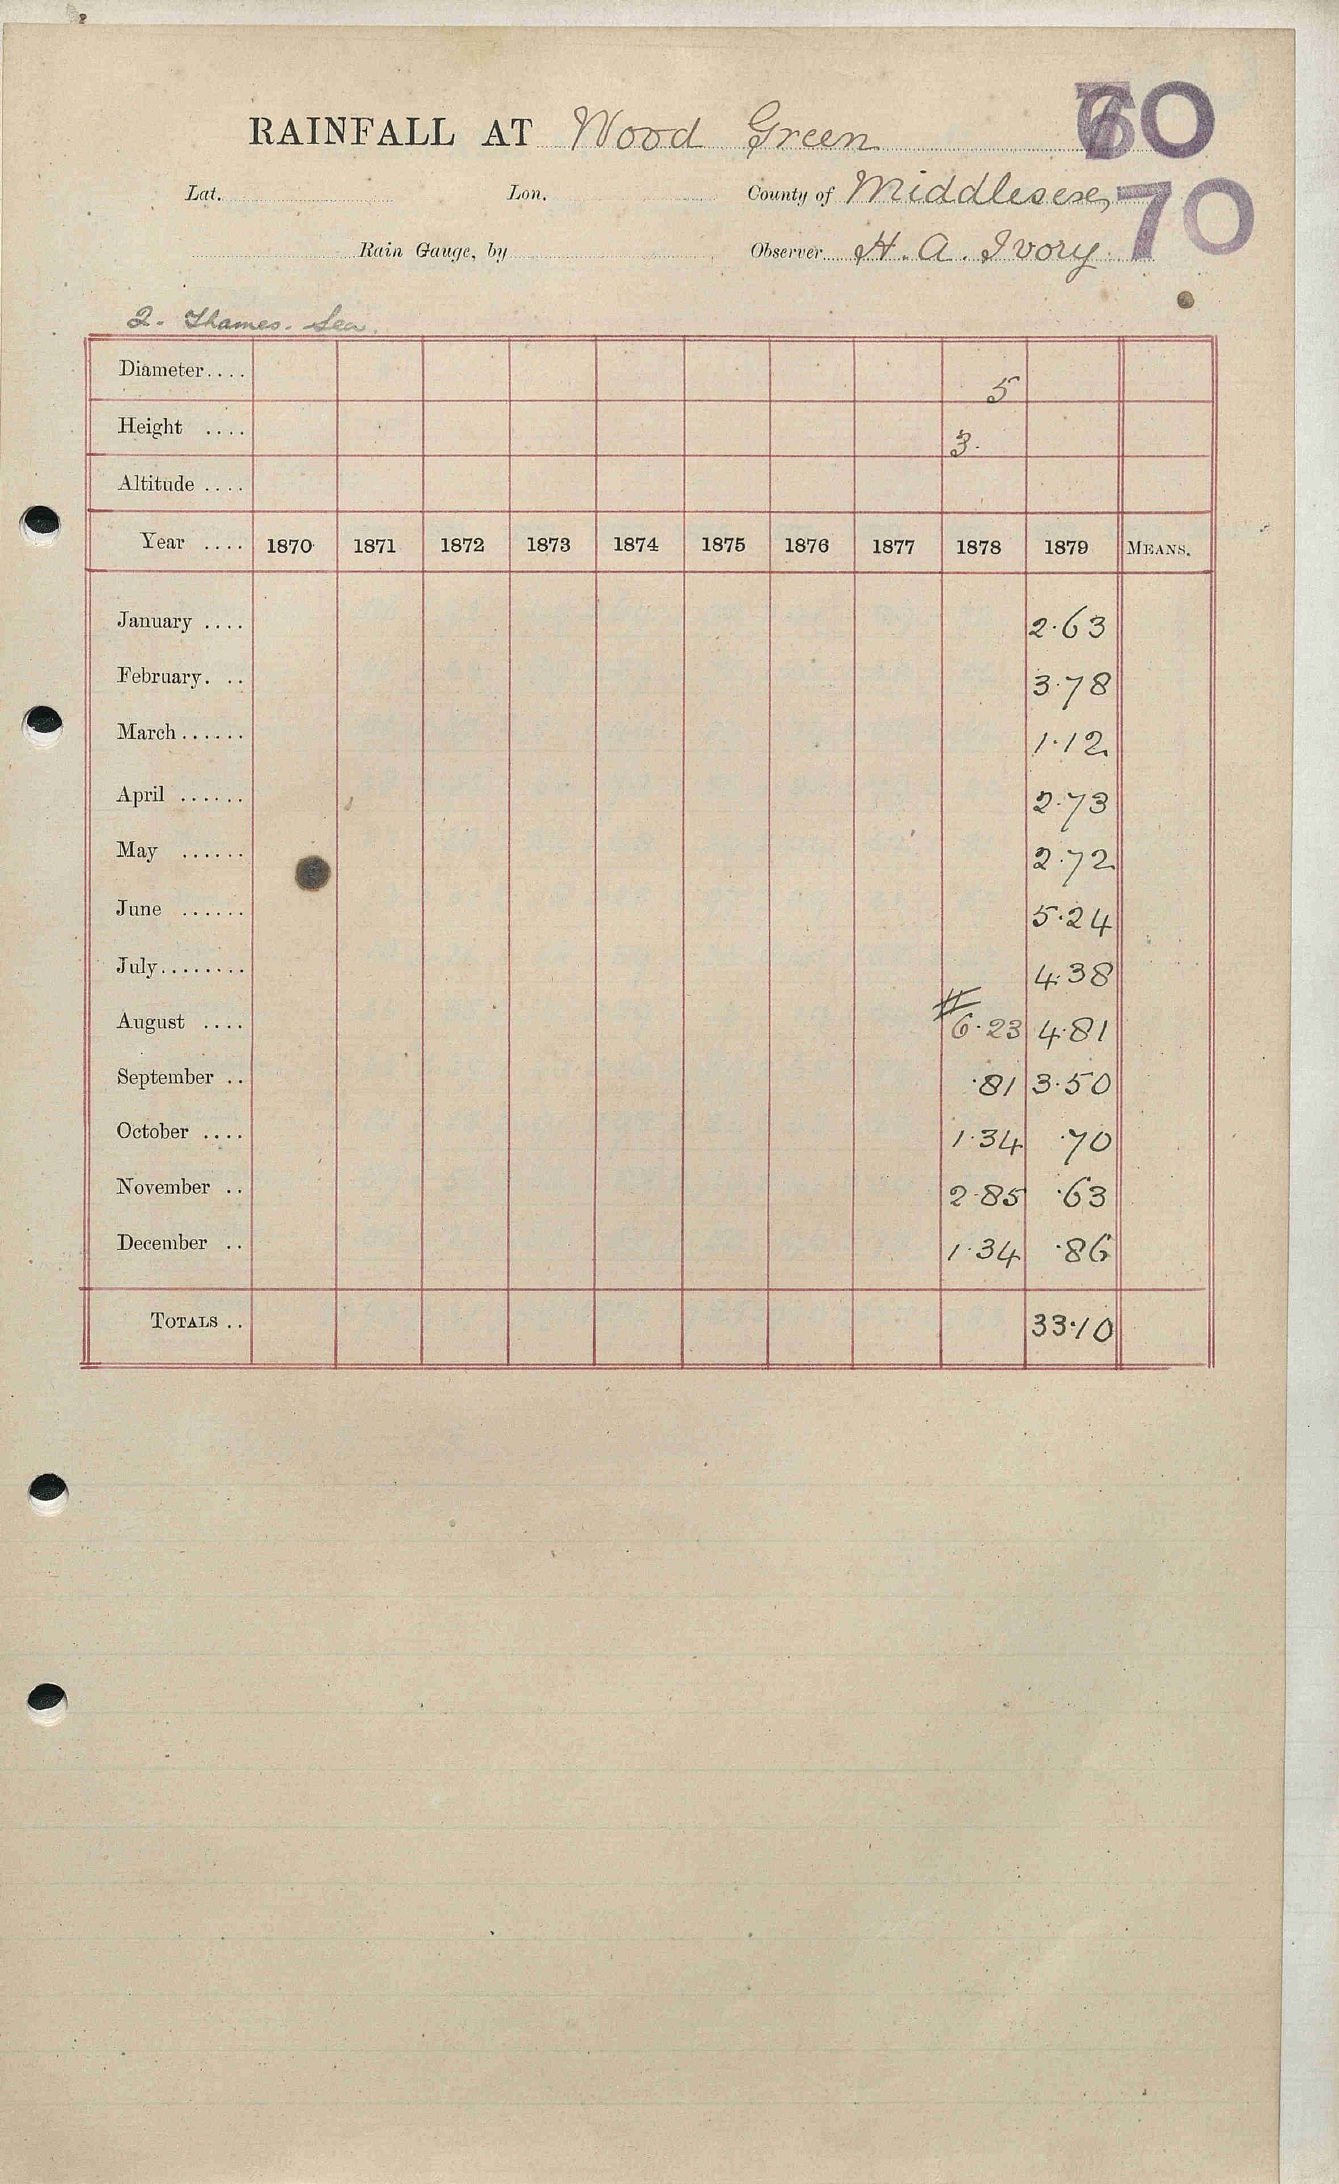 RAINFALL AT Wood Green 60
Lat. Lon. County of Middlesex, 70
Rain Gauge, by Observer H. A. Ivory.
2. Thames. Sea.
Diameter.... 5
Height .... 3.
Altitude ....
Year .... 1870 1871 1872 1873 1874 1875 1876 1877 1878 1879 MEANS.
January .... 2.63
February. .. 3.78
March...... 1.12
April ...... 2.73
May ...... 2.72
June ...... 5.24
July........ 4.38
August .... # 6.23 4.81
September .. .81 3.50
October .... 1.34 .70
November .. 2.85 .63
December .. 1.34 .86
TOTALS .. 33.10